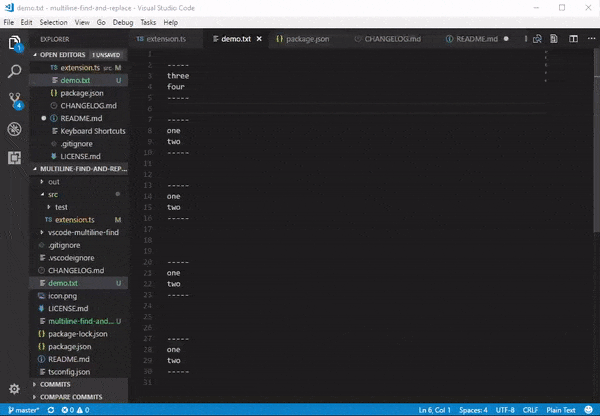 demo.txt - multiline-find-and-replace - Visual Studio Code
File Edit Selection View Go Debug Tasks Help
EXPLORER
OPEN EDITORS 1 UNSAVED
TS extension.ts src M
demo.txt U
package.json
CHANGELOG.md
README.md
Keyboard Shortcuts
.gitignore
LICENSE.md
MULTILINE-FIND-AND-REP...
out
src
test
TS extension.ts M
vscode-multiline-find
.gitignore
.vscodeignore
CHANGELOG.md
demo.txt U
icon.png
LICENSE.md
multiline-find-and-... U
package-lock.json
package.json
README.md
tsconfig.json
COMMITS
COMPARE COMMITS
TS extension.ts demo.txt package.json CHANGELOG.md README.md
1
2 -----
3 three
4 four
5 -----
6
7 -----
8 one
9 two
10 -----
11
12
13 -----
14 one
15 two
16 -----
17
18
19
20 -----
21 one
22 two
23 -----
24
25
26
27 -----
28 one
29 two
30 -----
31
master* 0 0 Ln 6, Col 1 Spaces: 4 UTF-8 CRLF Plain Text